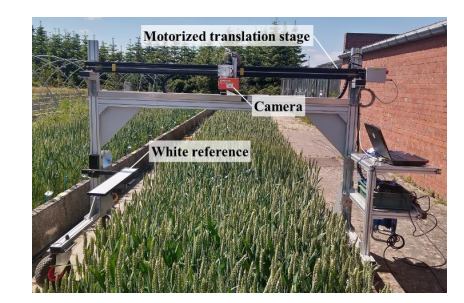 Motorized translation stage
Camera
White reference